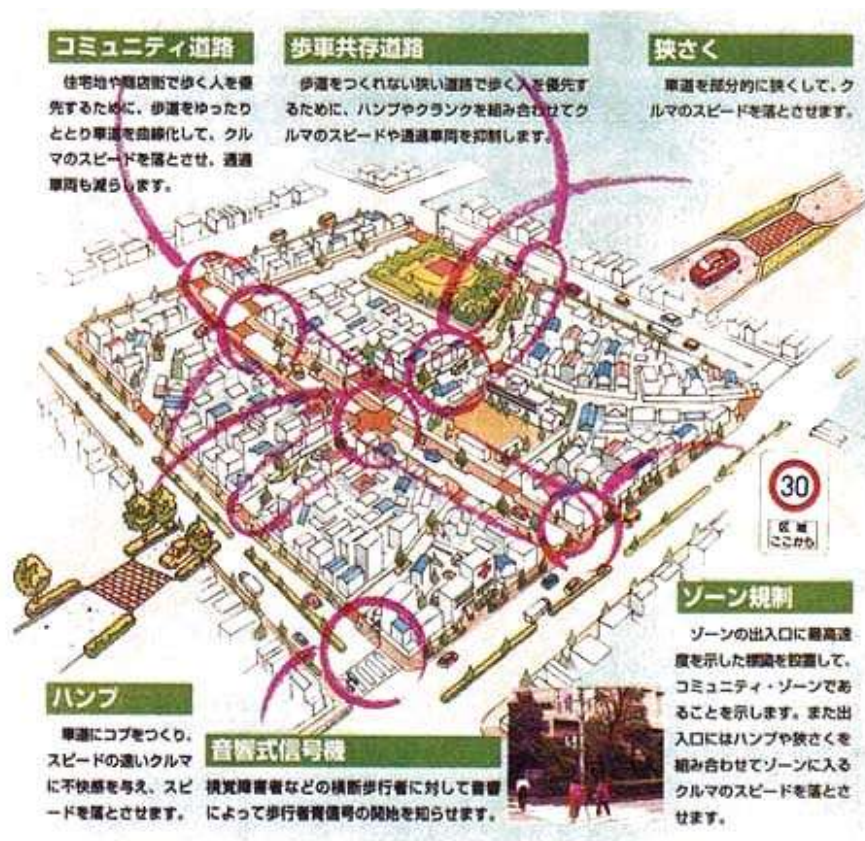 コミュニティ道路
住宅地や商店街で歩く人を優
先するために、歩道をゆったり
ととり車道を曲線化して、クル
マのスピードを落とさせ、通過
車両も減らします。
歩車共存道路
歩道をつくれない狭い道路で歩く人を優先す
るために、ハンプやクランクを組み合わせてク
ルマのスピードや通過車両を抑制します。
狭さく
車道を部分的に狭くして、ク
ルマのスピードを落とさせます。
30
区域
ここから
ゾーン規制
ゾーンの出入口に最高速
度を示した標識を設置して、
コミュニティ・ゾーンであ
ることを示します。また出
入口にはハンプや狭さくを
組み合わせてゾーンに入る
クルマのスピードを落とさ
せます。
ハンプ
車道にコブをつくり、
スピードの速いクルマ
に不快感を与え、スピ
ードを落とさせます。
音響式信号機
視覚障害者などの横断歩行者に対して音響
によって歩行者青信号の開始を知らせます。